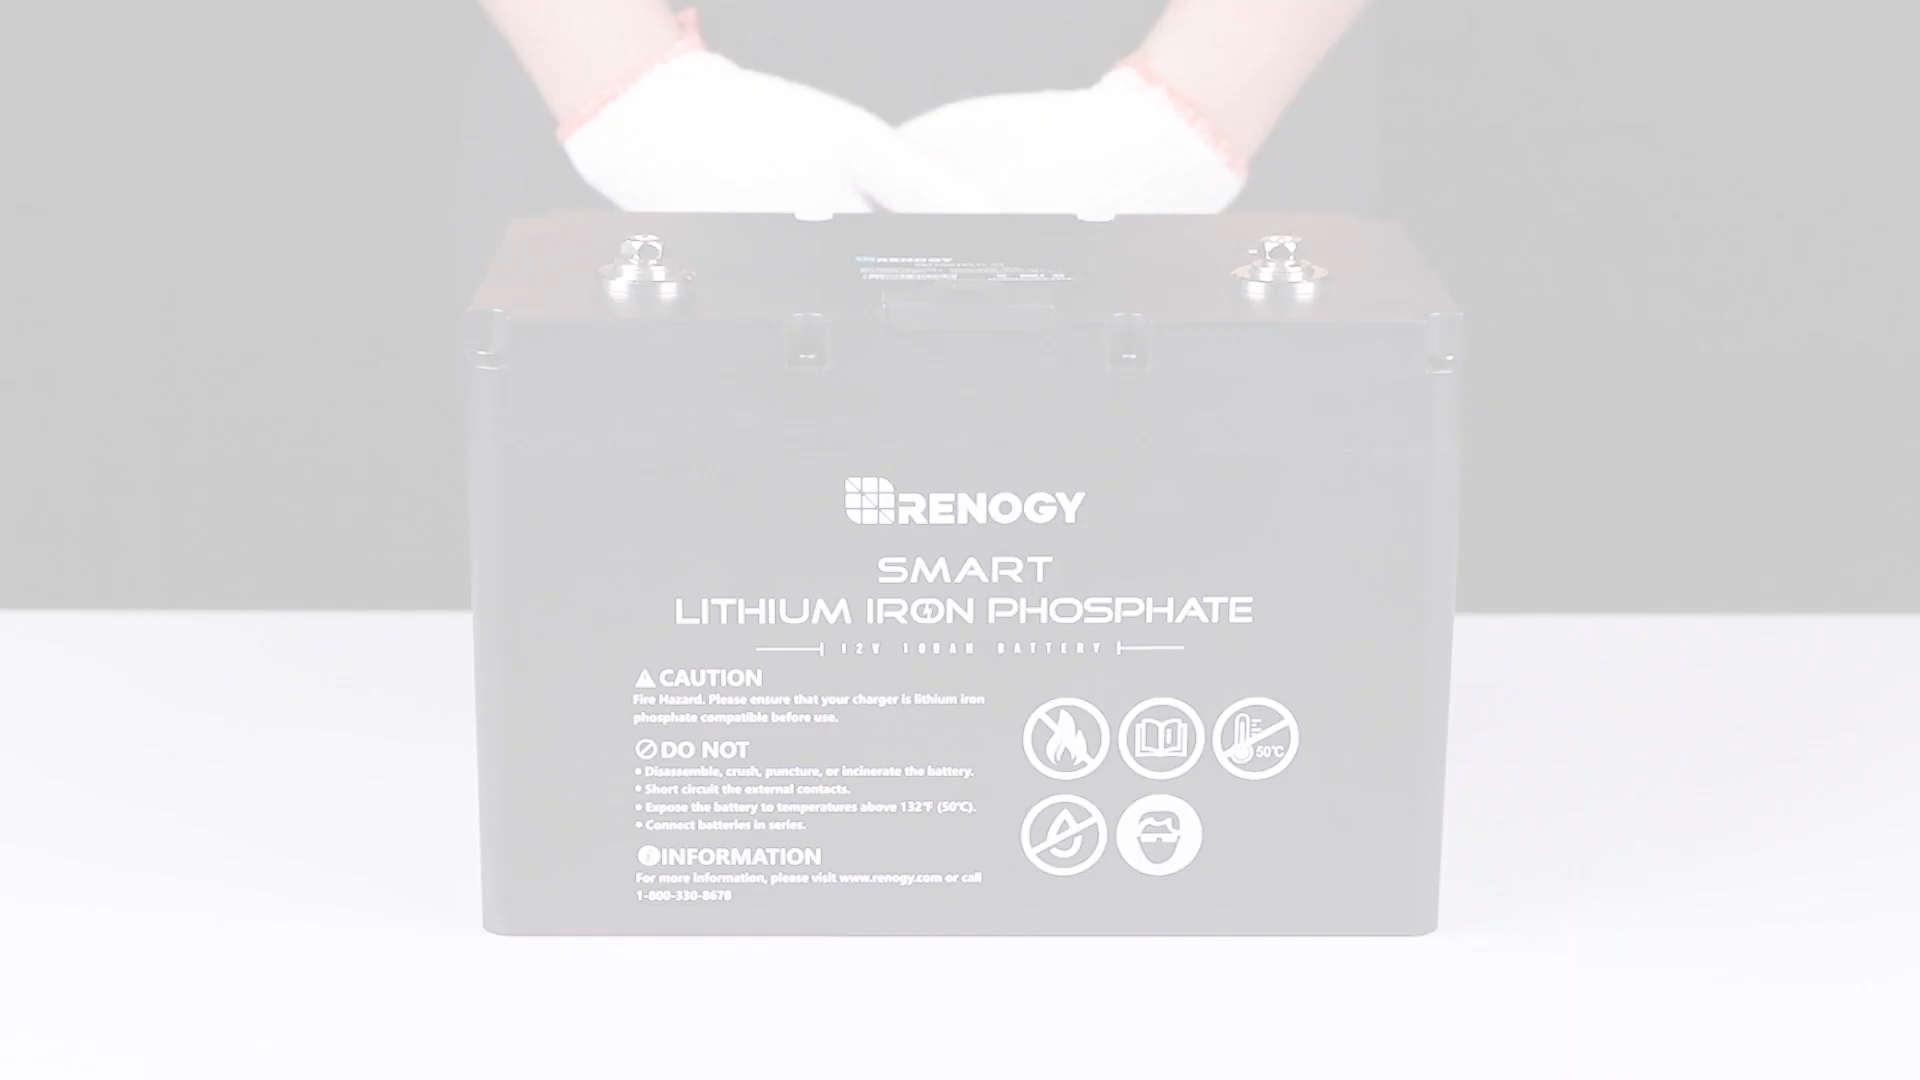 RENOGY
RENOGY
SMART
LITHIUM IRON PHOSPHATE
12V 100AH BATTERY
CAUTION
Fire Hazard. Please ensure that your charger is lithium iron
phosphate compatible before use.
DO NOT
• Disassemble, crush, puncture, or incinerate the battery.
• Short circuit the external contacts.
• Expose the battery to temperatures above 132°F (50°C).
• Connect batteries in series.
INFORMATION
For more information, please visit www.renogy.com or call
1-800-330-8678
50°C